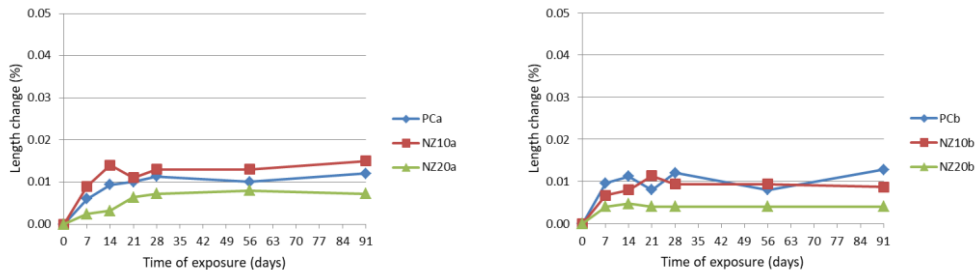 0.05
0.04
0.03
0.02
0.01
0.00
Length change (%)
0 7 14 21 28 35 42 49 56 63 70 77 84 91
Time of exposure (days)
PCa
NZ10a
NZ20a
0.05
0.04
0.03
0.02
0.01
0.00
Length change (%)
0 7 14 21 28 35 42 49 56 63 70 77 84 91
Time of exposure (days)
PCb
NZ10b
NZ20b